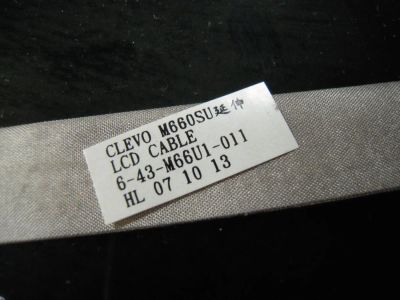 CLEVO M660SU延伸
LCD CABLE
6-43-M66U1-011
HL 07 10 13